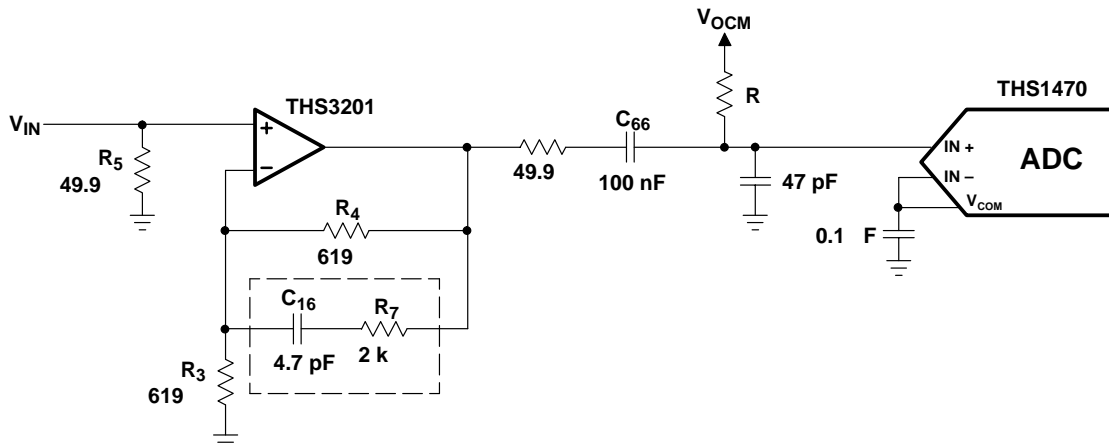 VOCM
THS3201
THS1470
VIN
+
−
R5
49.9
49.9
C66
100 nF
R
47 pF
IN +
IN −
VCOM
ADC
0.1 F
R4
619
C16
4.7 pF
R7
2 k
R3
619